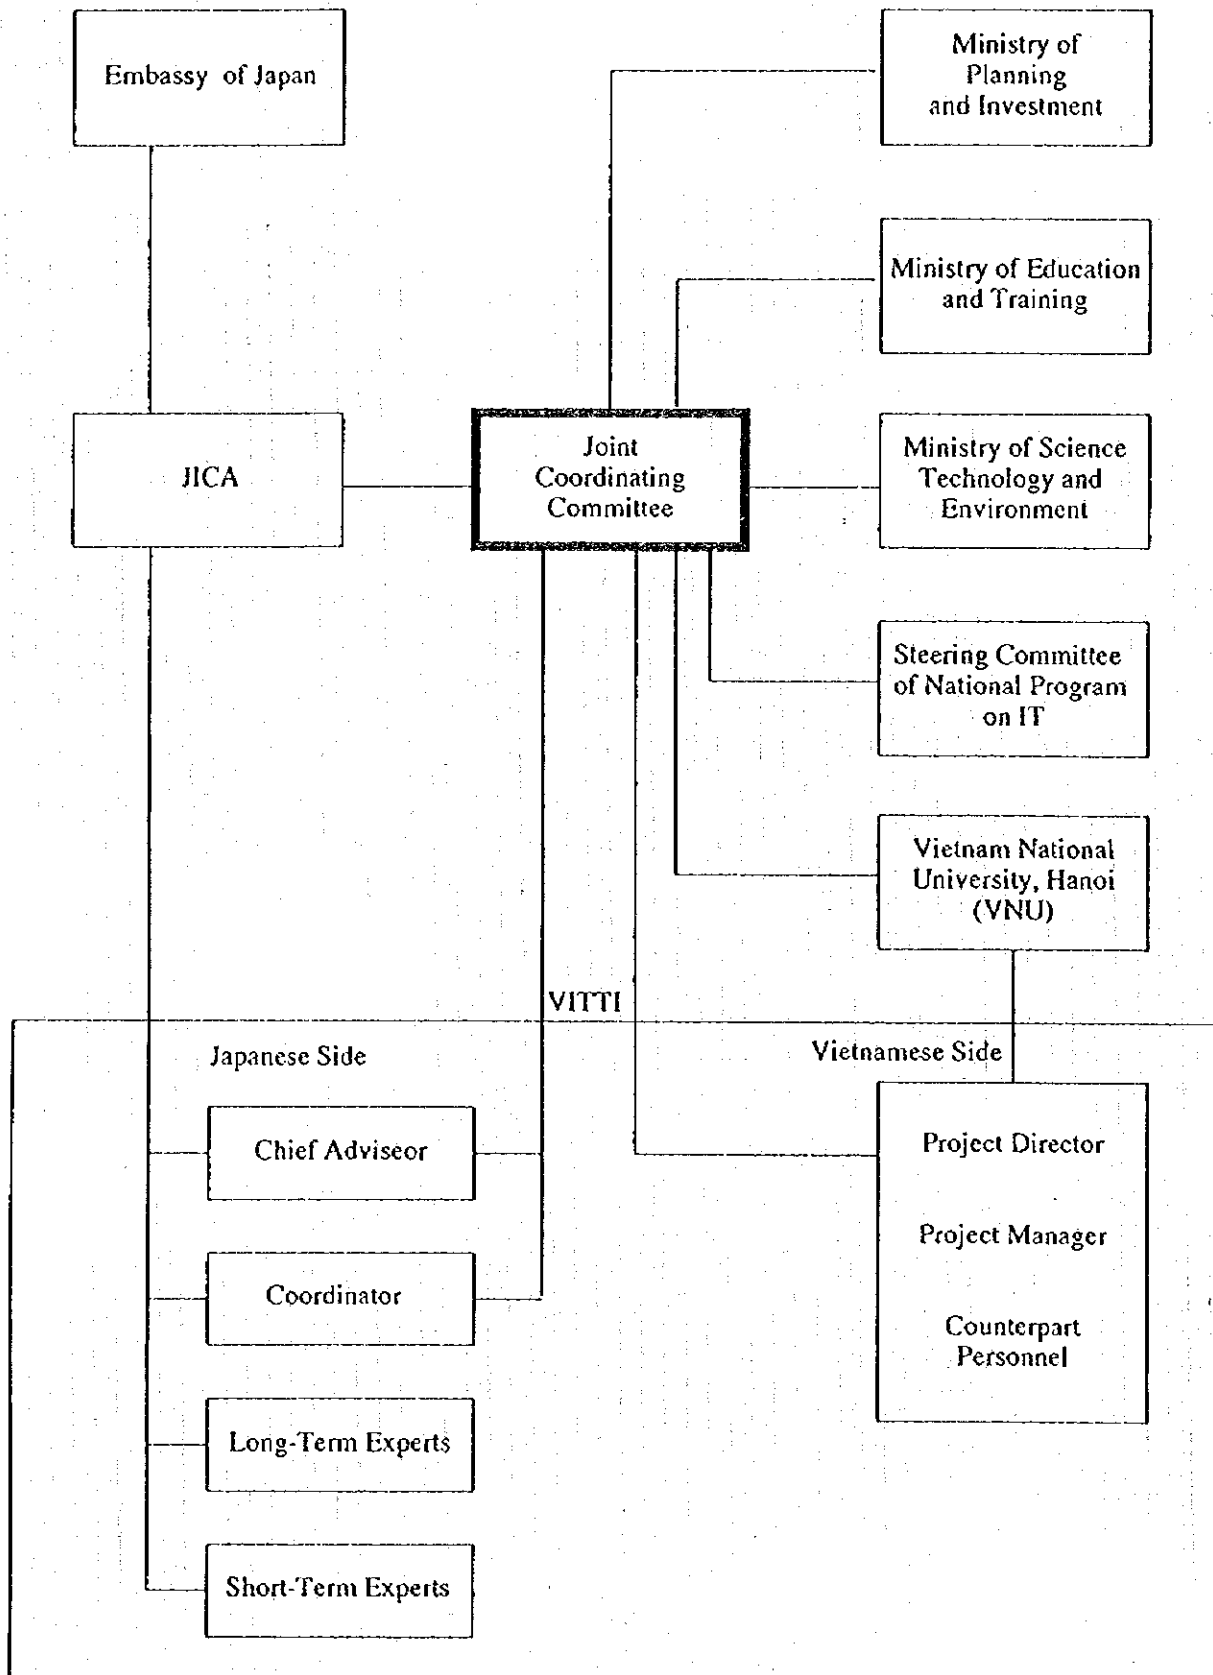 Embassy of Japan
Ministry of
Planning
and Investment
Ministry of Education
and Training
JICA
Joint
Coordinating
Committee
Ministry of Science
Technology and
Environment
Steering Committee
of National Program
on IT
Vietnam National
University, Hanoi
(VNU)
VITTI
Japanese Side
Vietnamese Side
Chief Adviseor
Coordinator
Long-Term Experts
Short-Term Experts
Project Director
Project Manager
Counterpart
Personnel